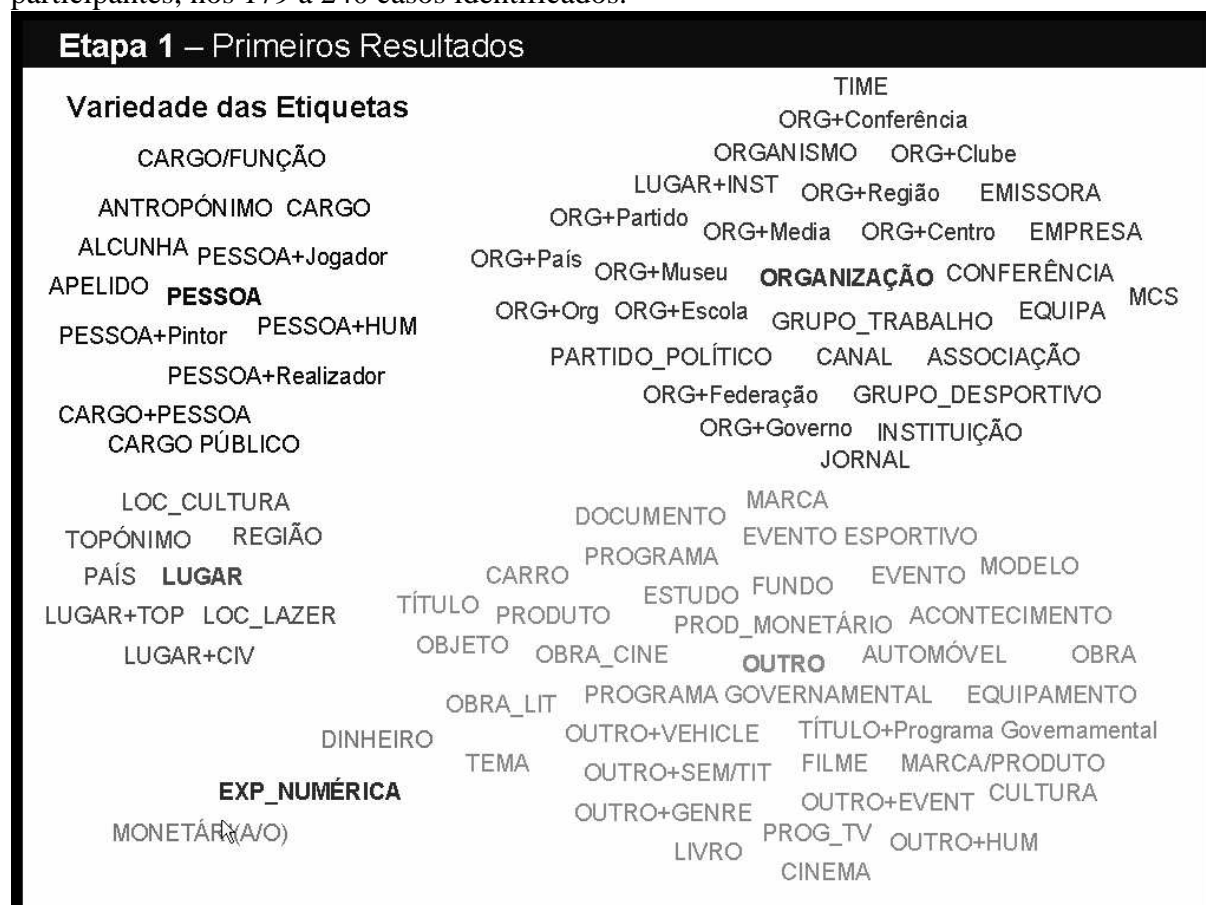 participantes, nos 179 a 246 casos identificados.
Etapa 1 – Primeiros Resultados
Variedade das Etiquetas
CARGO/FUNÇÃO
ANTROPÓNIMO CARGO
ALCUNHA PESSOA+Jogador
APELIDO PESSOA
PESSOA+Pintor PESSOA+HUM
PESSOA+Realizador
CARGO+PESSOA
CARGO PÚBLICO
TIME
ORG+Conferência
ORGANISMO ORG+Clube
LUGAR+INST ORG+Região EMISSORA
ORG+Partido ORG+Media ORG+Centro EMPRESA
ORG+País ORG+Museu ORGANIZAÇÃO CONFERÊNCIA MCS
ORG+Org ORG+Escola GRUPO_TRABALHO EQUIPA
PARTIDO_POLÍTICO CANAL ASSOCIAÇÃO
ORG+Federação GRUPO_DESPORTIVO
ORG+Governo INSTITUIÇÃO
JORNAL
LOC_CULTURA
TOPÓNIMO REGIÃO
PAÍS LUGAR
LUGAR+TOP LOC_LAZER
LUGAR+CIV
MARCA
DOCUMENTO
EVENTO ESPORTIVO
PROGRAMA
CARRO ESTUDO FUNDO EVENTO MODELO
TÍTULO PRODUTO PROD_MONETÁRIO ACONTECIMENTO
OBJETO OBRA_CINE OUTRO AUTOMÓVEL OBRA
OBRA_LIT PROGRAMA GOVERNAMENTAL EQUIPAMENTO
OUTRO+VEHICLE TÍTULO+Programa Governamental
TEMA OUTRO+SEM/TIT FILME MARCA/PRODUTO
OUTRO+GENRE OUTRO+EVENT CULTURA
LIVRO PROG_TV OUTRO+HUM
CINEMA
DINHEIRO
EXP_NUMÉRICA